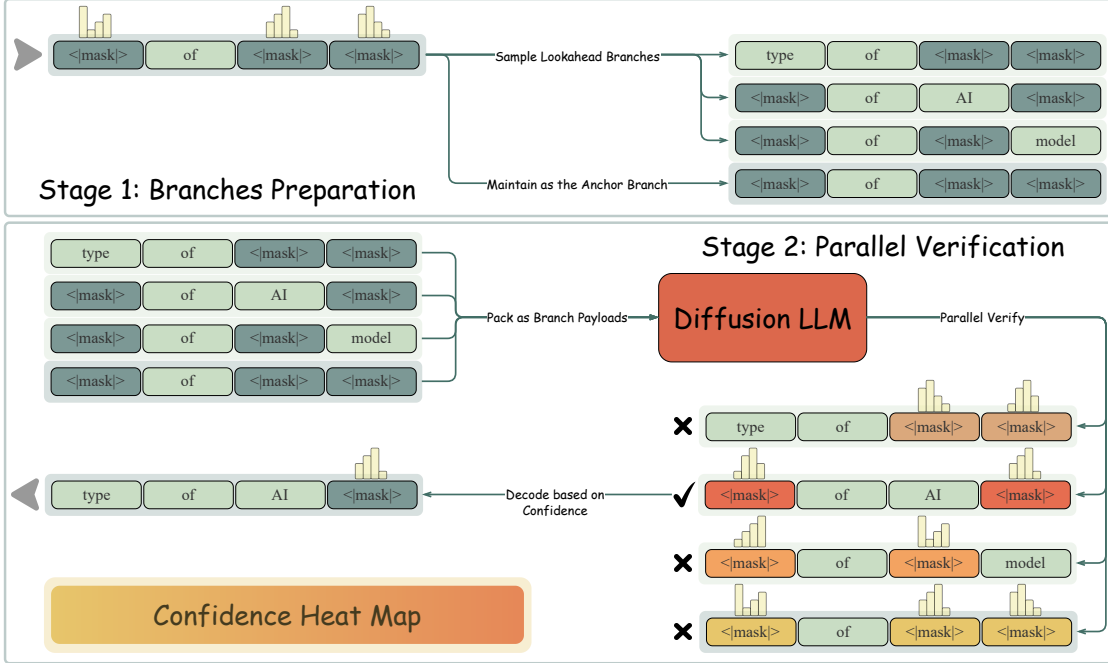 <|mask|> of <|mask|> <|mask|>
Sample Lookahead Branches
type of <|mask|> <|mask|>
<|mask|> of AI <|mask|>
<|mask|> of <|mask|> model
Stage 1: Branches Preparation
Maintain as the Anchor Branch
<|mask|> of <|mask|> <|mask|>
Stage 2: Parallel Verification
type of <|mask|> <|mask|>
<|mask|> of AI <|mask|>
<|mask|> of <|mask|> model
<|mask|> of <|mask|> <|mask|>
Pack as Branch Payloads
Diffusion LLM
Parallel Verify
type of <|mask|> <|mask|>
<|mask|> of AI <|mask|>
<|mask|> of <|mask|> model
<|mask|> of <|mask|> <|mask|>
Decode based on
Confidence
type of AI <|mask|>
Confidence Heat Map